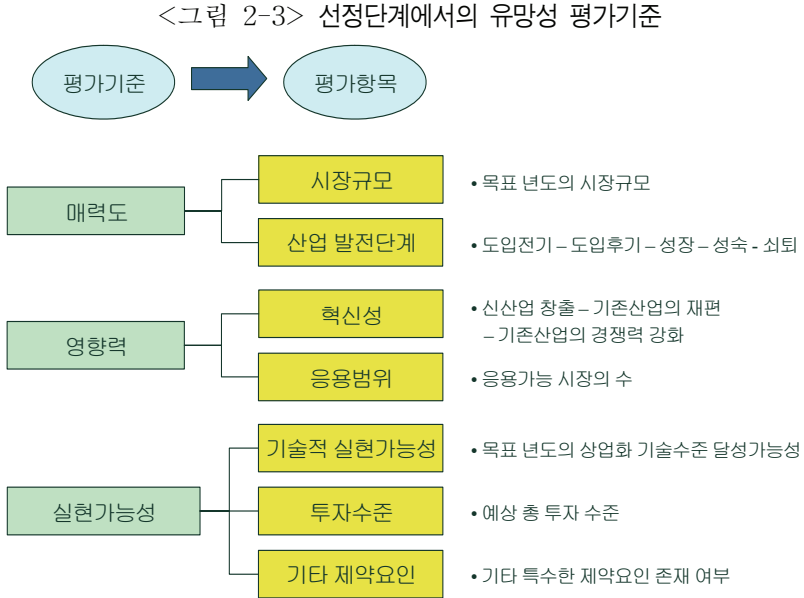 <그림 2-3> 선정단계에서의 유망성 평가기준
평가기준
평가항목
매력도
시장규모
• 목표 년도의 시장규모
산업 발전단계
• 도입전기 – 도입후기 – 성장 – 성숙 - 쇠퇴
영향력
혁신성
• 신산업 창출 – 기존산업의 재편
– 기존산업의 경쟁력 강화
응용범위
• 응용가능 시장의 수
실현가능성
기술적 실현가능성
• 목표 년도의 상업화 기술수준 달성가능성
투자수준
• 예상 총 투자 수준
기타 제약요인
• 기타 특수한 제약요인 존재 여부